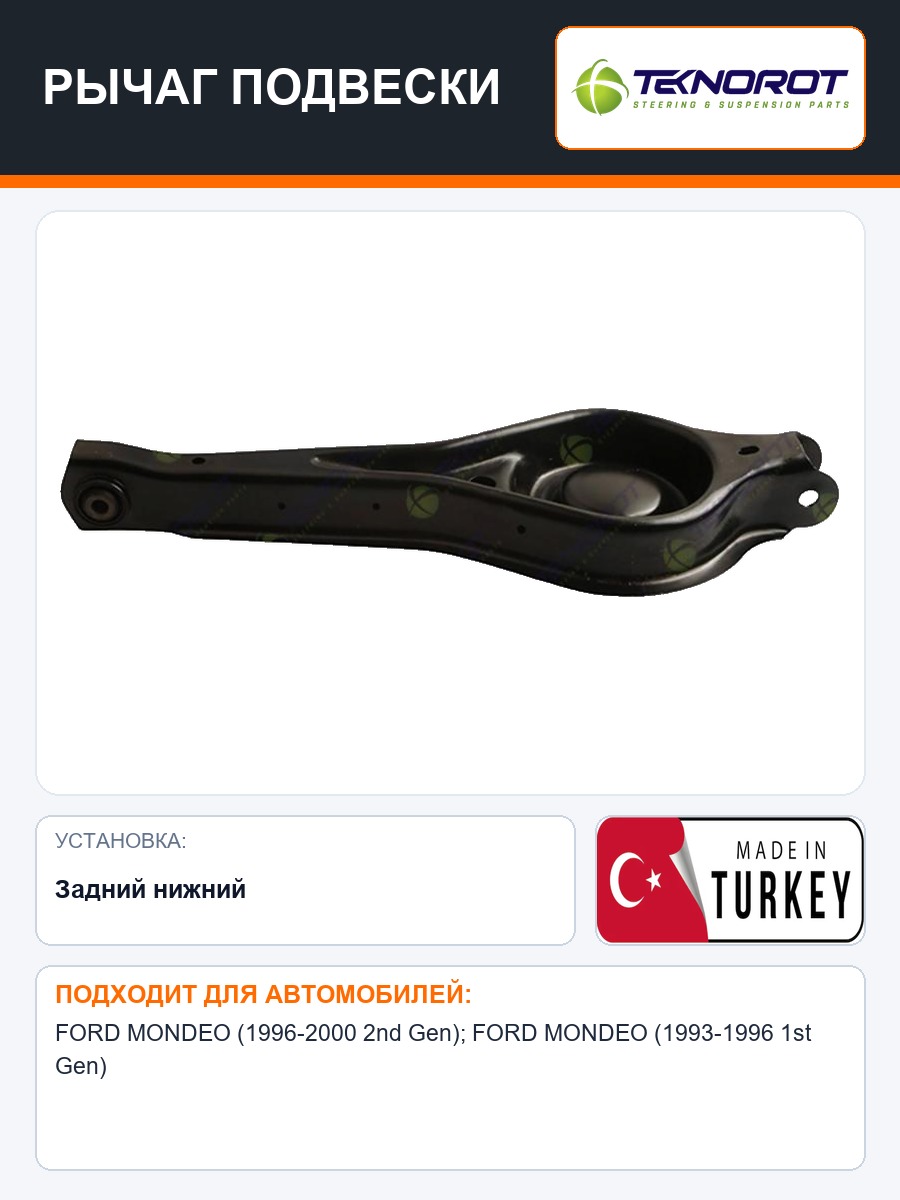 РЫЧАГ ПОДВЕСКИ
TEKNOROT
STEERING & SUSPENSION PARTS
УСТАНОВКА:
Задний нижний
MADE IN
TURKEY
ПОДХОДИТ ДЛЯ АВТОМОБИЛЕЙ:
FORD MONDEO (1996-2000 2nd Gen); FORD MONDEO (1993-1996 1st
Gen)